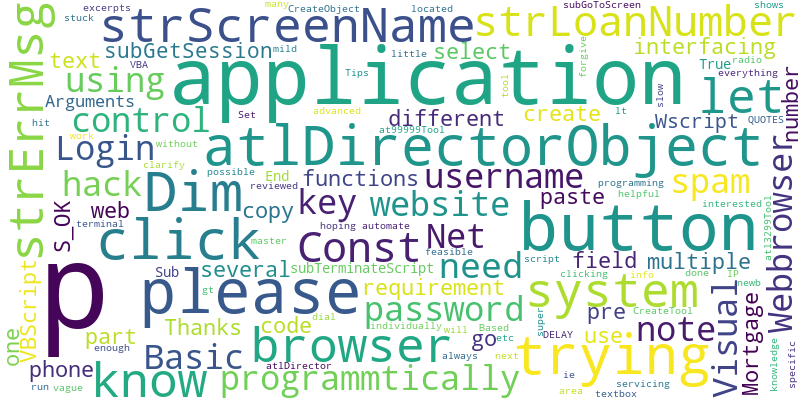 many CreateObject located subGoToScreen shows
stuck excerpts strScreenName strLoanNumber
mild little Tips
subGetSession select interfacing
text VBA True radio
strErrMsg using application forgive slow everything
Arguments Set advanced tool let number
hit control different create lt Wscript QUOTES
work at99999Tool
Login without clarify atlDirectorObject Webbrowser
possible End functions username programming
hack reviewed helpful spam
S_OK web Dim key website paste interested at13299Tool
copy button
p click terminal hoping automate Const Net field multiple
several master feasible script
Sub subTerminateScript need clicking info done IP
VBScript please gt requirement system Visual Mortgage
one Thanks code password pre CreateTool newb
part dial individually will Based super use note
phone Basic browser go etc DELAY trying knowledge
enough atlDirector always next servicing specific
run vague know programmtically area ie textbox